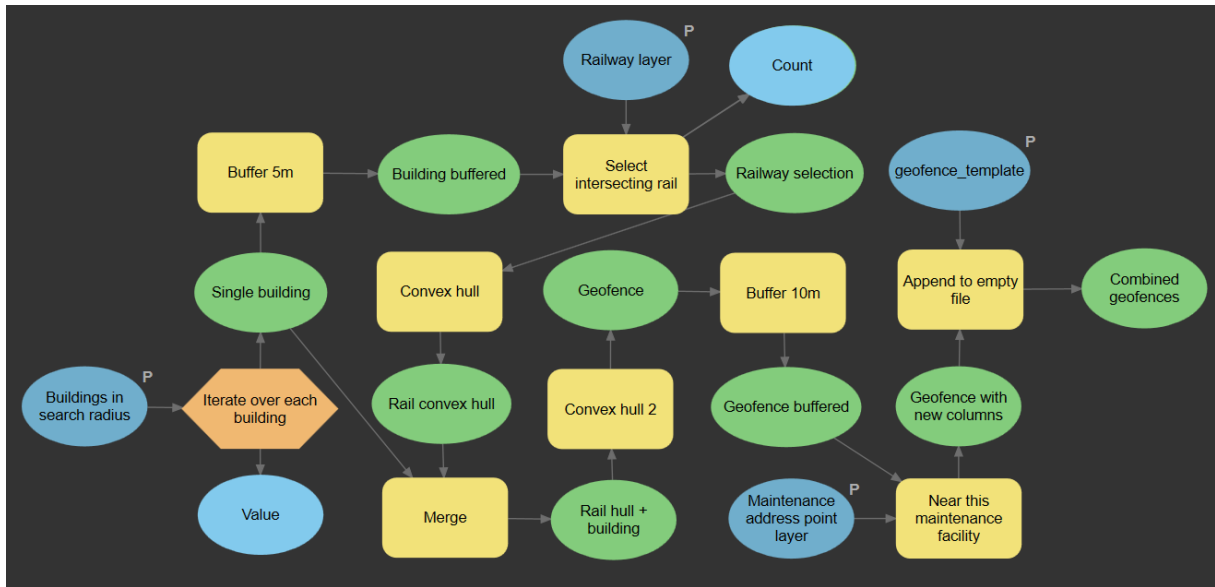 Railway layer
P
Count
Buffer 5m
Building buffered
Select
intersecting rail
Railway selection
P
geofence_template
Single building
Convex hull
Geofence
Buffer 10m
Append to empty
file
Combined
geofences
P
Buildings in
search radius
Iterate over each
building
Rail convex hull
Convex hull 2
Geofence buffered
Geofence with
new columns
Value
Merge
Rail hull +
building
P
Maintenance
address point
layer
Near this
maintenance
facility